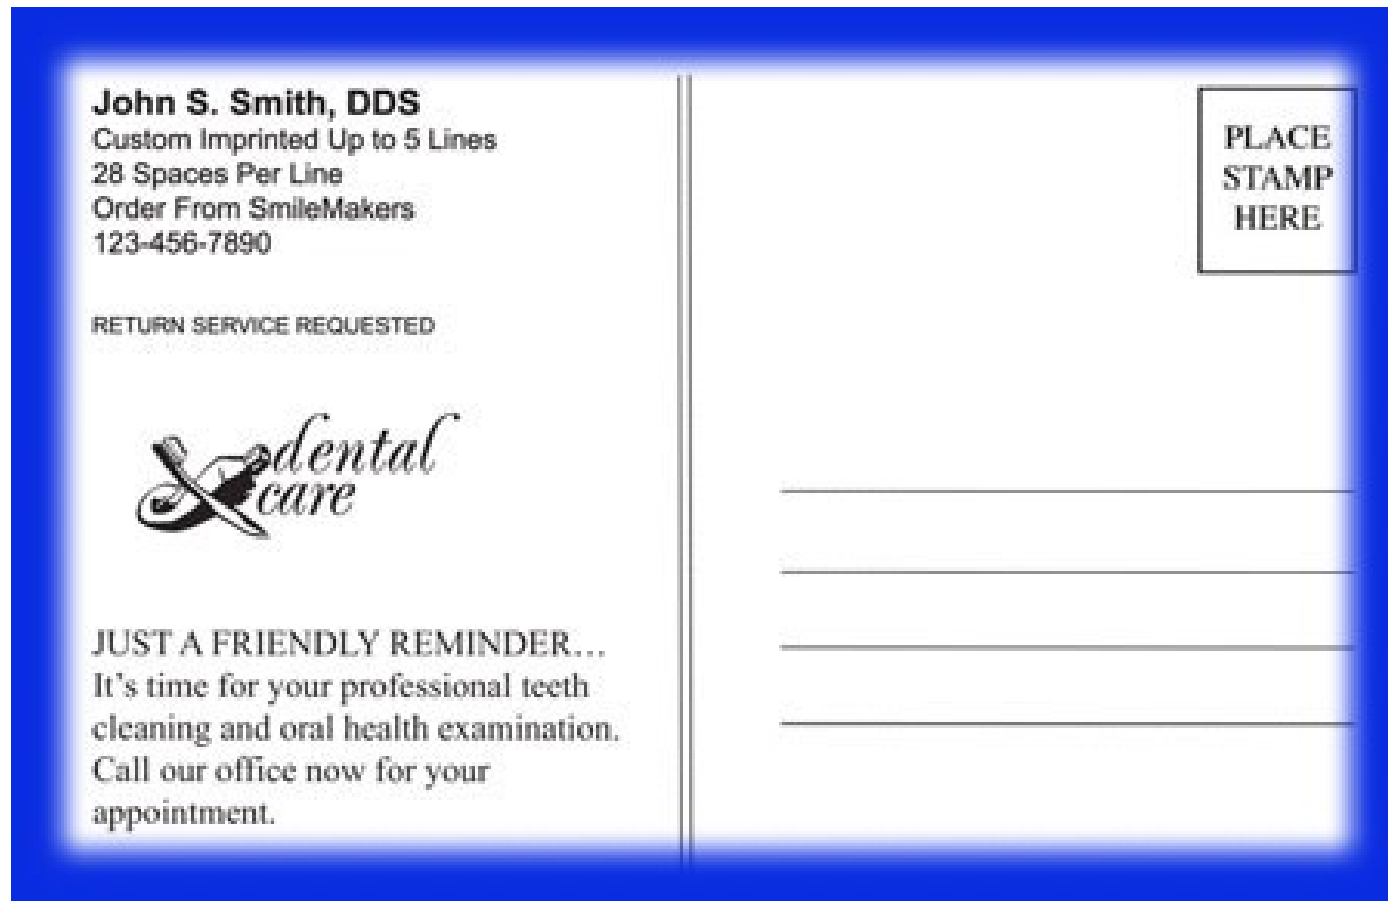 John S. Smith, DDS
Custom Imprinted Up to 5 Lines
28 Spaces Per Line
Order From SmileMakers
123-456-7890
RETURN SERVICE REQUESTED
dental
care
JUST A FRIENDLY REMINDER…
It’s time for your professional teeth
cleaning and oral health examination.
Call our office now for your
appointment.
PLACE
STAMP
HERE